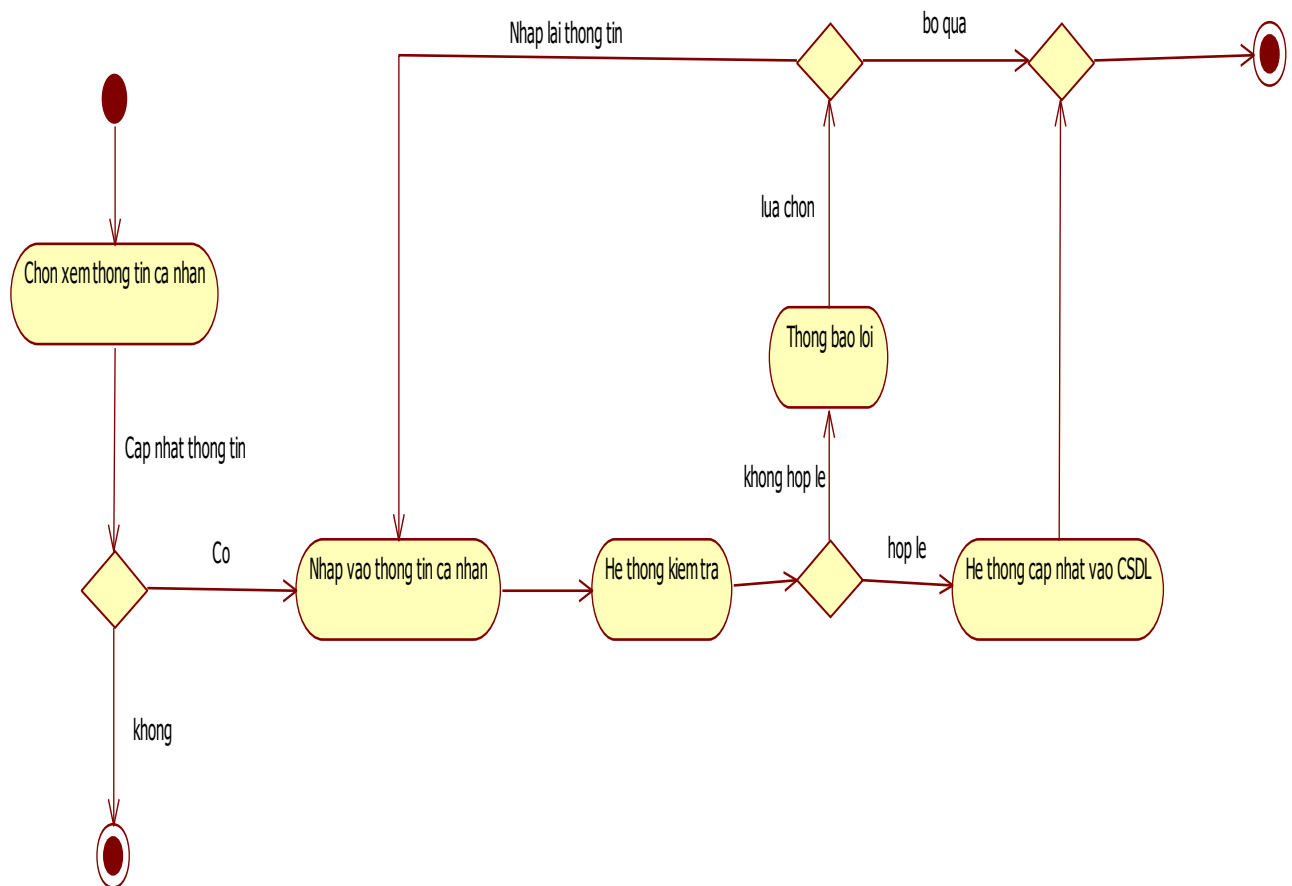 Nhap lai thong tin
bo qua
lua chon
Chon xem thong tin ca nhan
Thong bao loi
Cap nhat thong tin
khong hop le
Co
hop le
Nhap vao thong tin ca nhan
He thong kiem tra
He thong cap nhat vao CSDL
khong